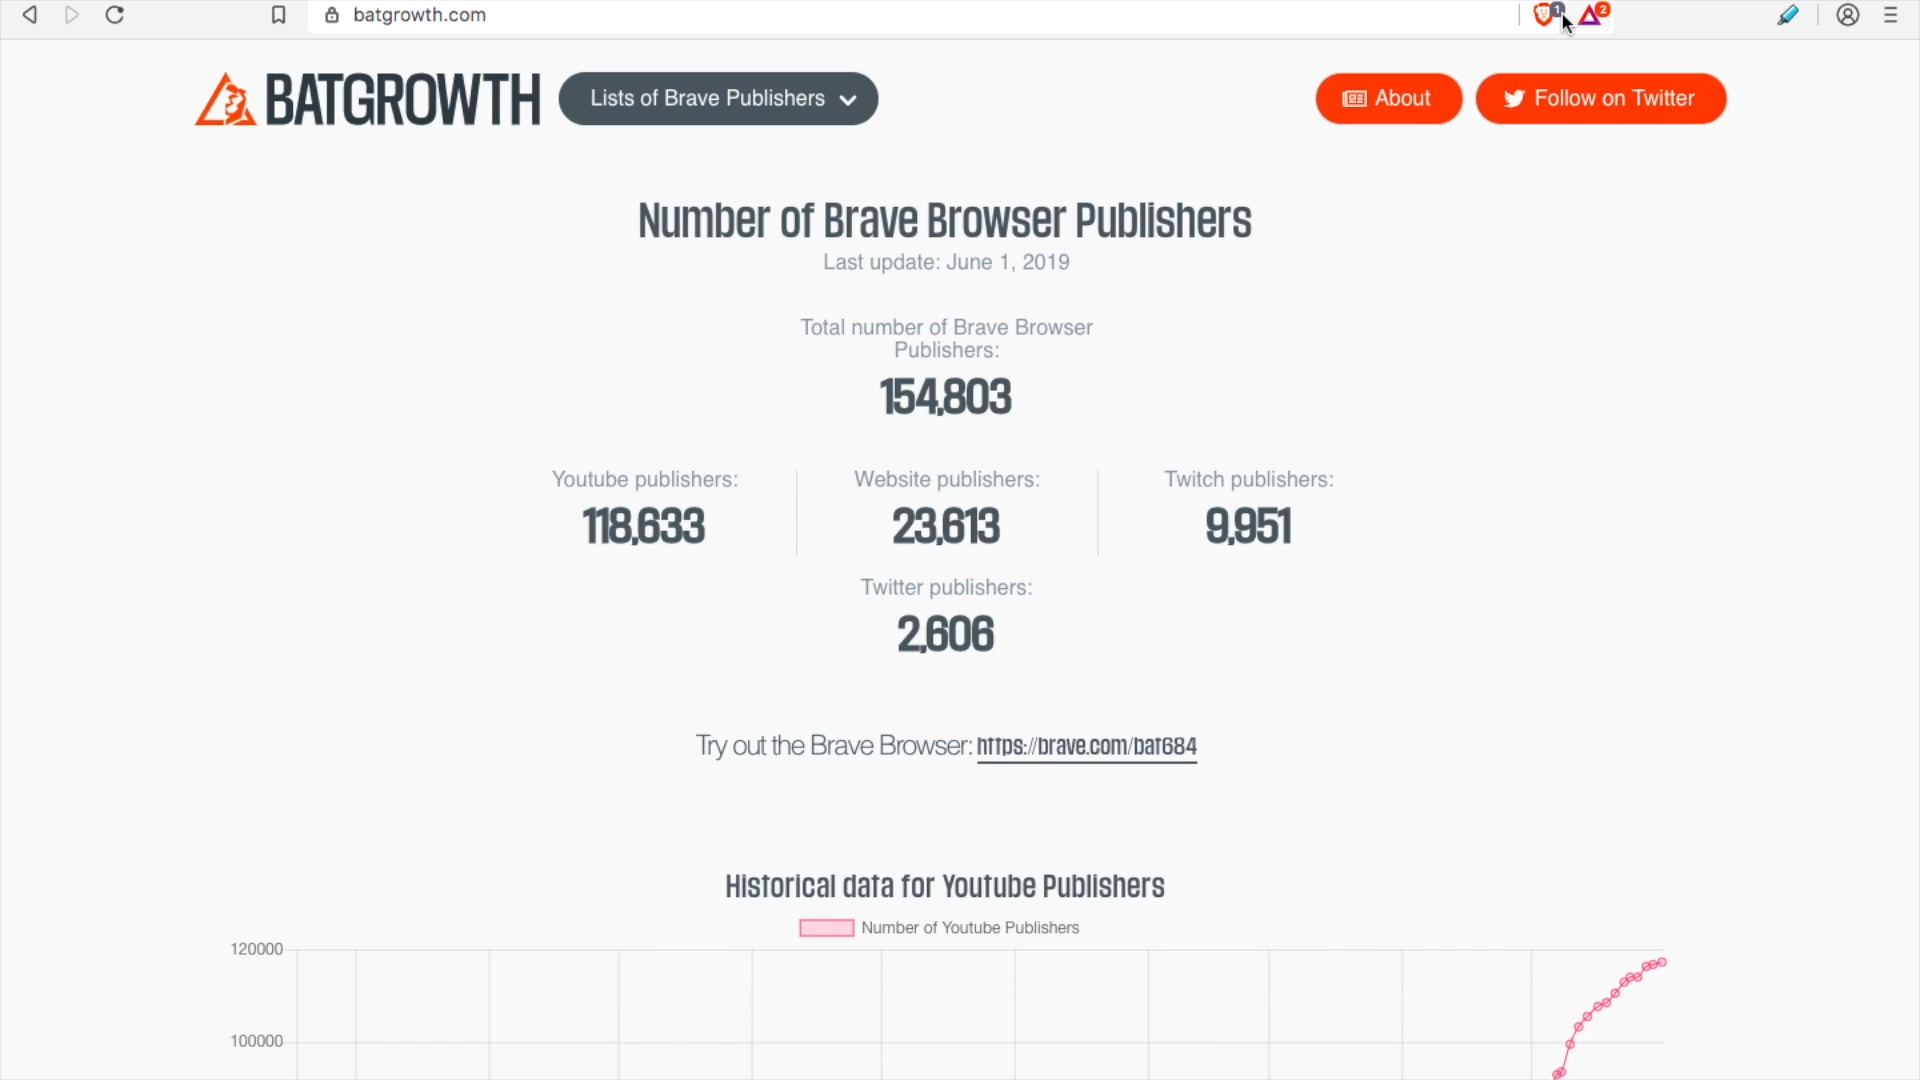 batgrowth.com
1
2
BATGROWTH
Lists of Brave Publishers
About
Follow on Twitter
Number of Brave Browser Publishers
Last update: June 1, 2019
Total number of Brave Browser
Publishers:
154,803
Youtube publishers:
118,633
Website publishers:
23,613
Twitch publishers:
9,951
Twitter publishers:
2,606
Try out the Brave Browser: https://brave.com/bat684
Historical data for Youtube Publishers
Number of Youtube Publishers
120000
100000